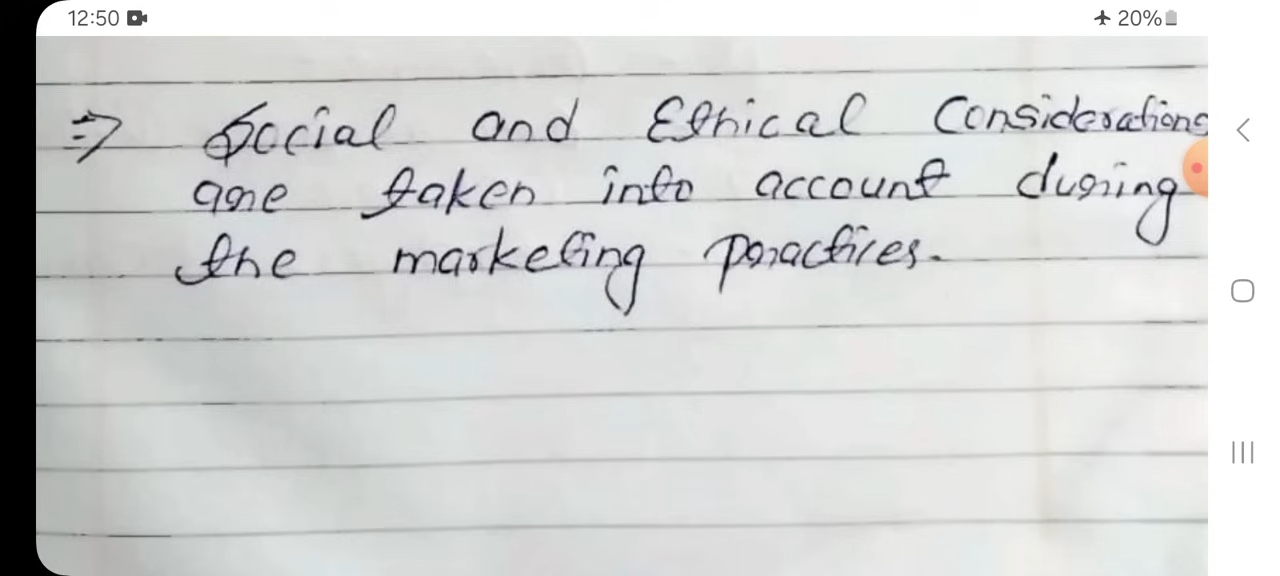 12:50
20%
⇒ Social and Ethical Considerations
are taken into account during
the marketing practices.